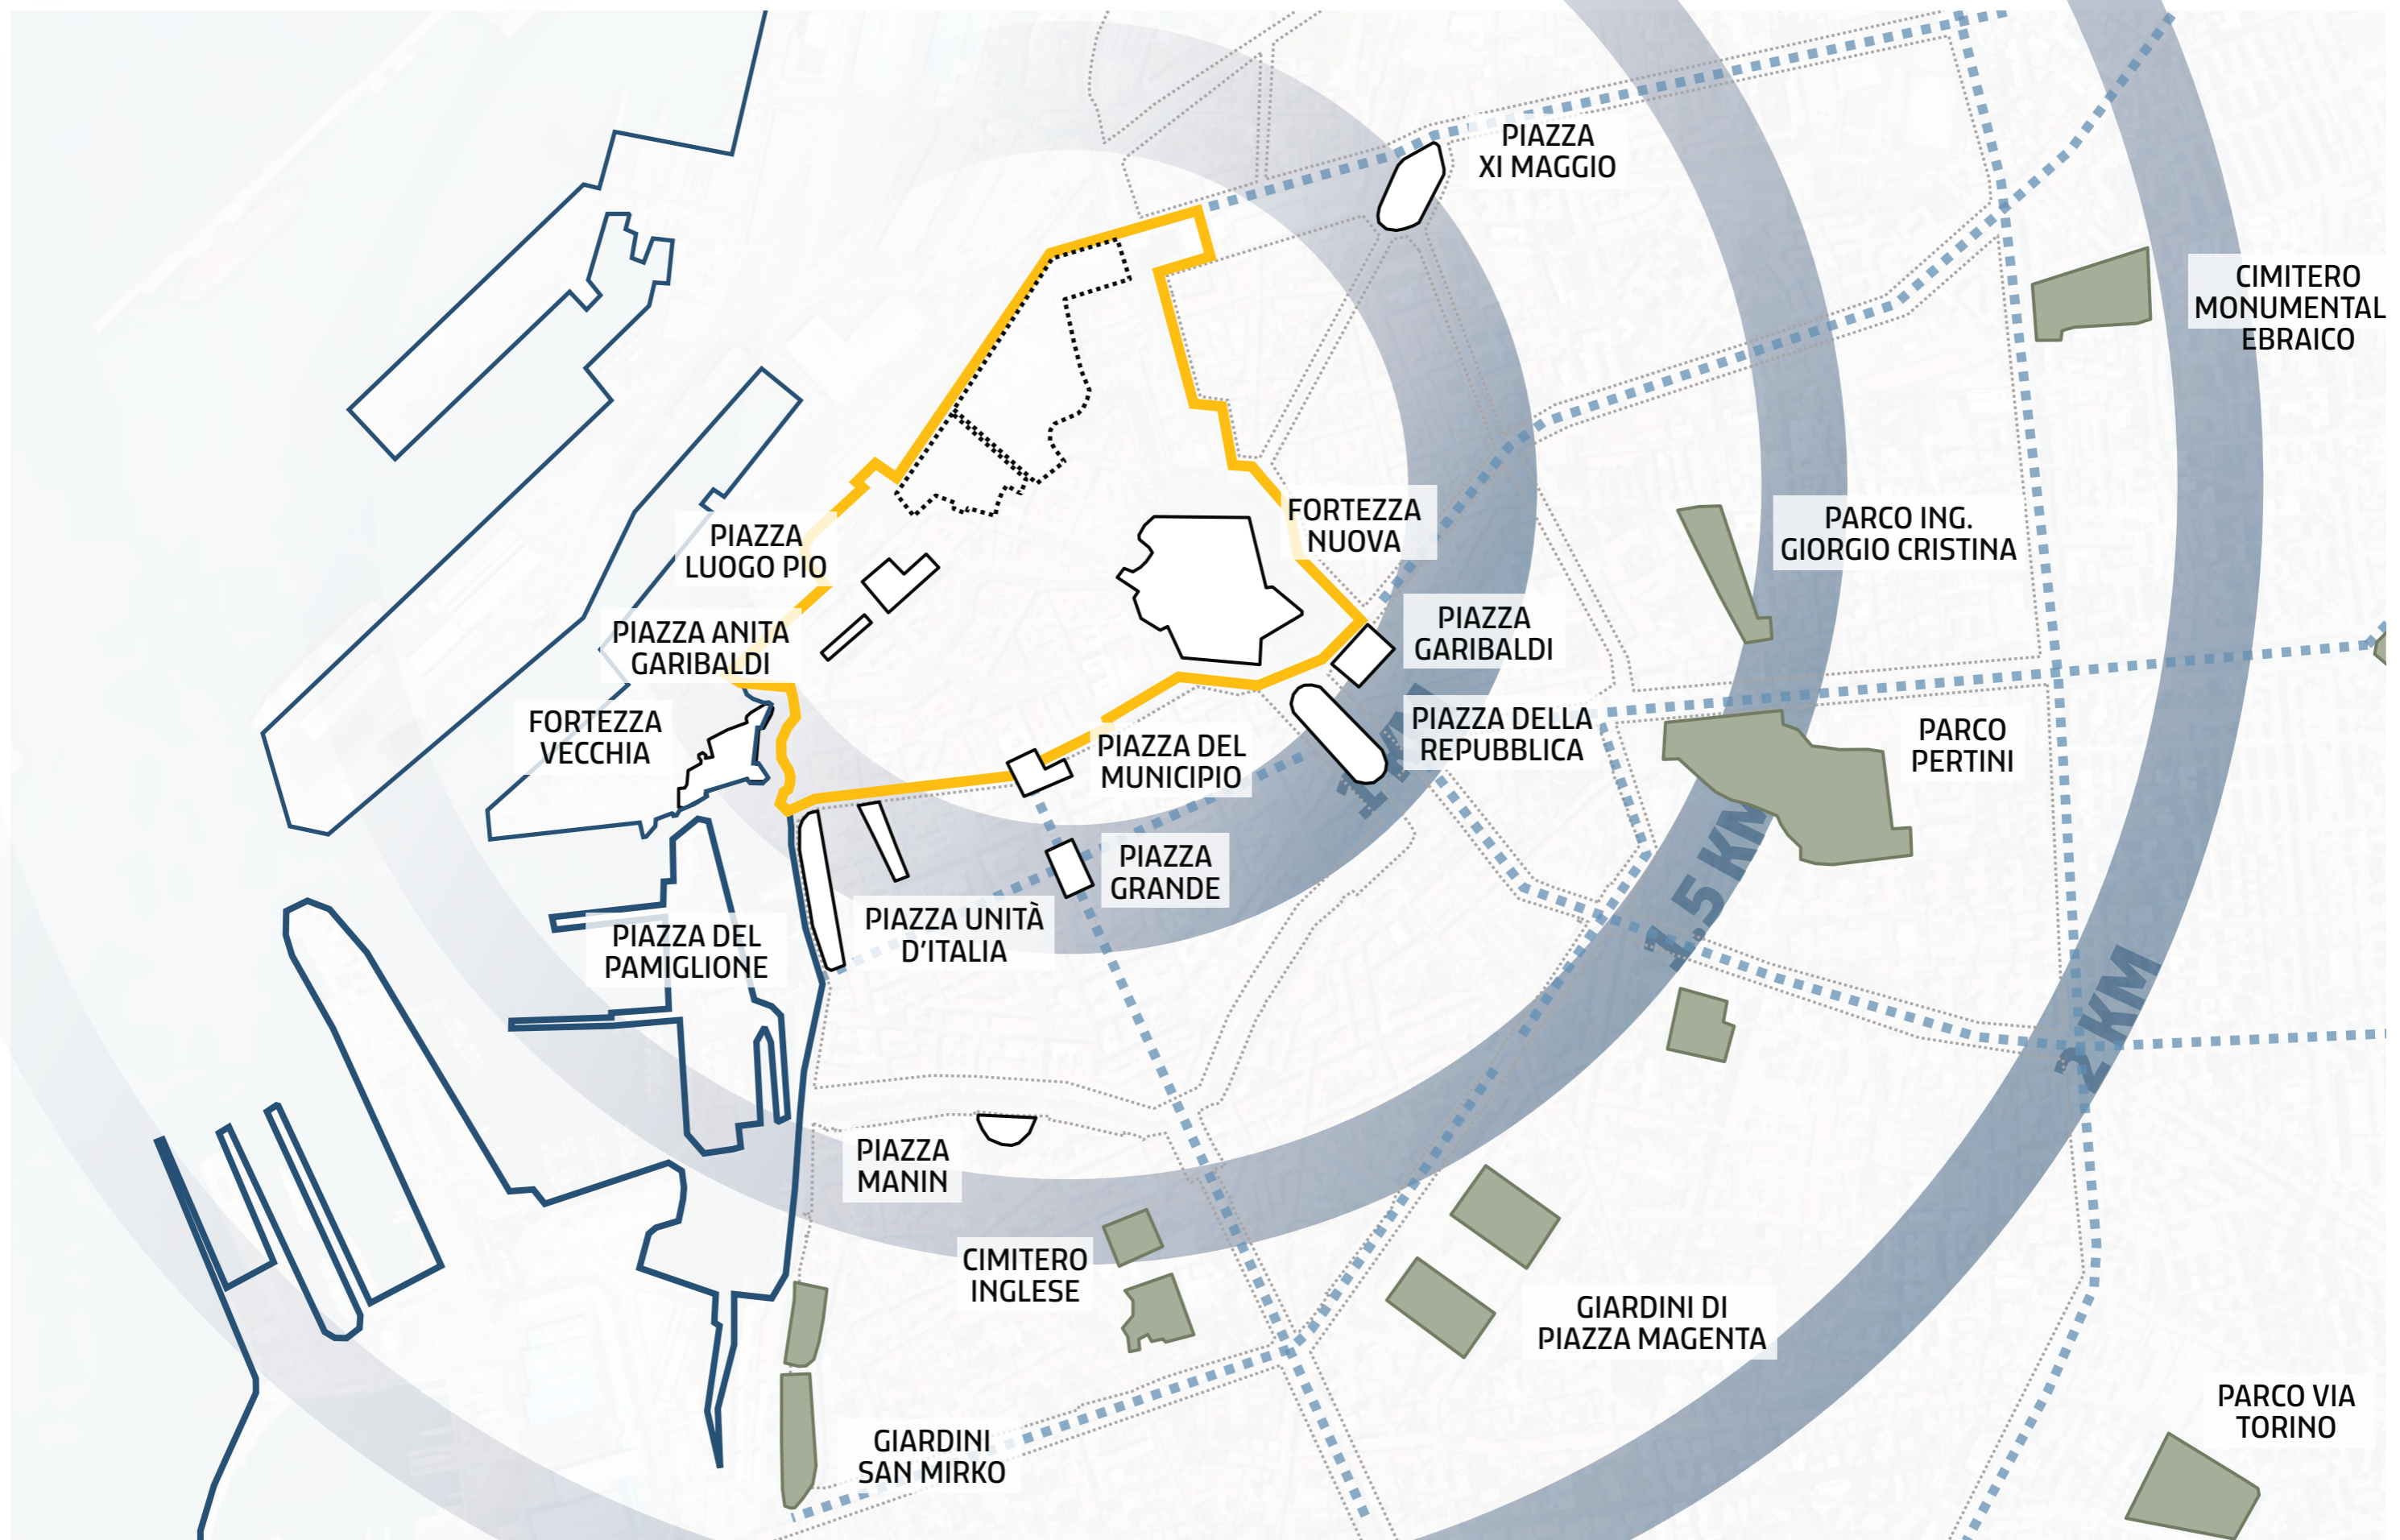 PIAZZA
XI MAGGIO
CIMITERO
MONUMENTAL
EBRAICO
FORTEZZA
NUOVA
PARCO ING.
GIORGIO CRISTINA
PIAZZA
LUOGO PIO
PIAZZA ANITA
GARIBALDI
PIAZZA
GARIBALDI
FORTEZZA
VECCHIA
PIAZZA DELLA
REPUBBLICA
PARCO
PERTINI
PIAZZA DEL
MUNICIPIO
1 KM
PIAZZA
GRANDE
1.5 KM
PIAZZA UNITÀ
D'ITALIA
PIAZZA DEL
PAMIGLIONE
2 KM
PIAZZA
MANIN
CIMITERO
INGLESE
GIARDINI DI
PIAZZA MAGENTA
PARCO VIA
TORINO
GIARDINI
SAN MIRKO